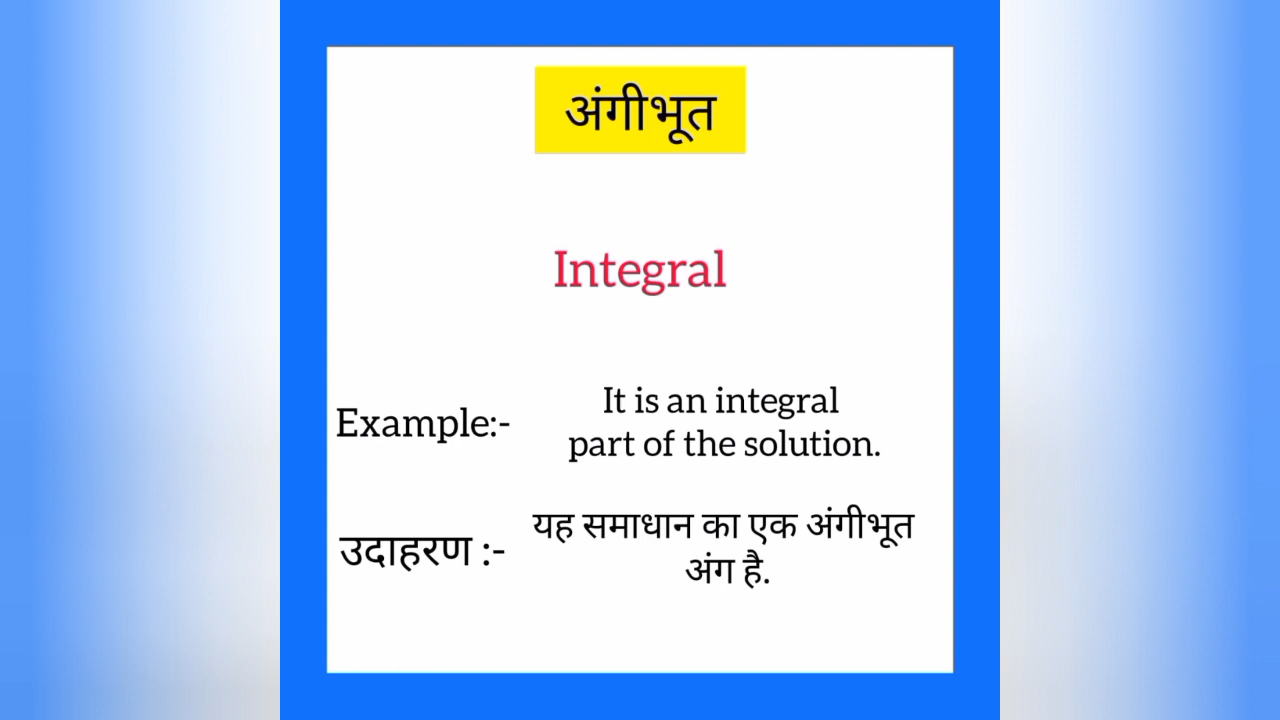 अंगीभूत
Integral
Example:-
It is an integral
part of the solution.
उदाहरण :-
यह समाधान का एक अंगीभूत
अंग है.